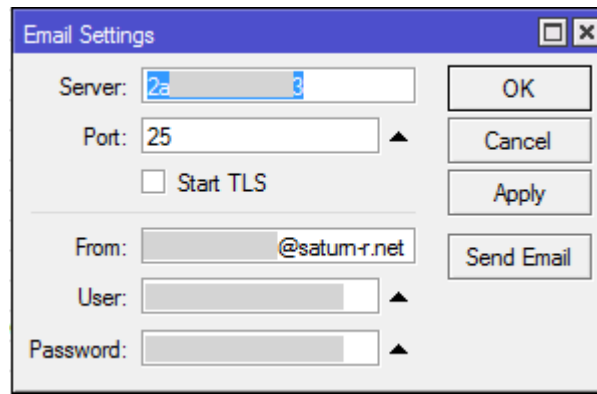 Email Settings
Server: 2a 3
OK
Port: 25
Cancel
Start TLS
Apply
From: @saturn-r.net
Send Email
User:
Password: